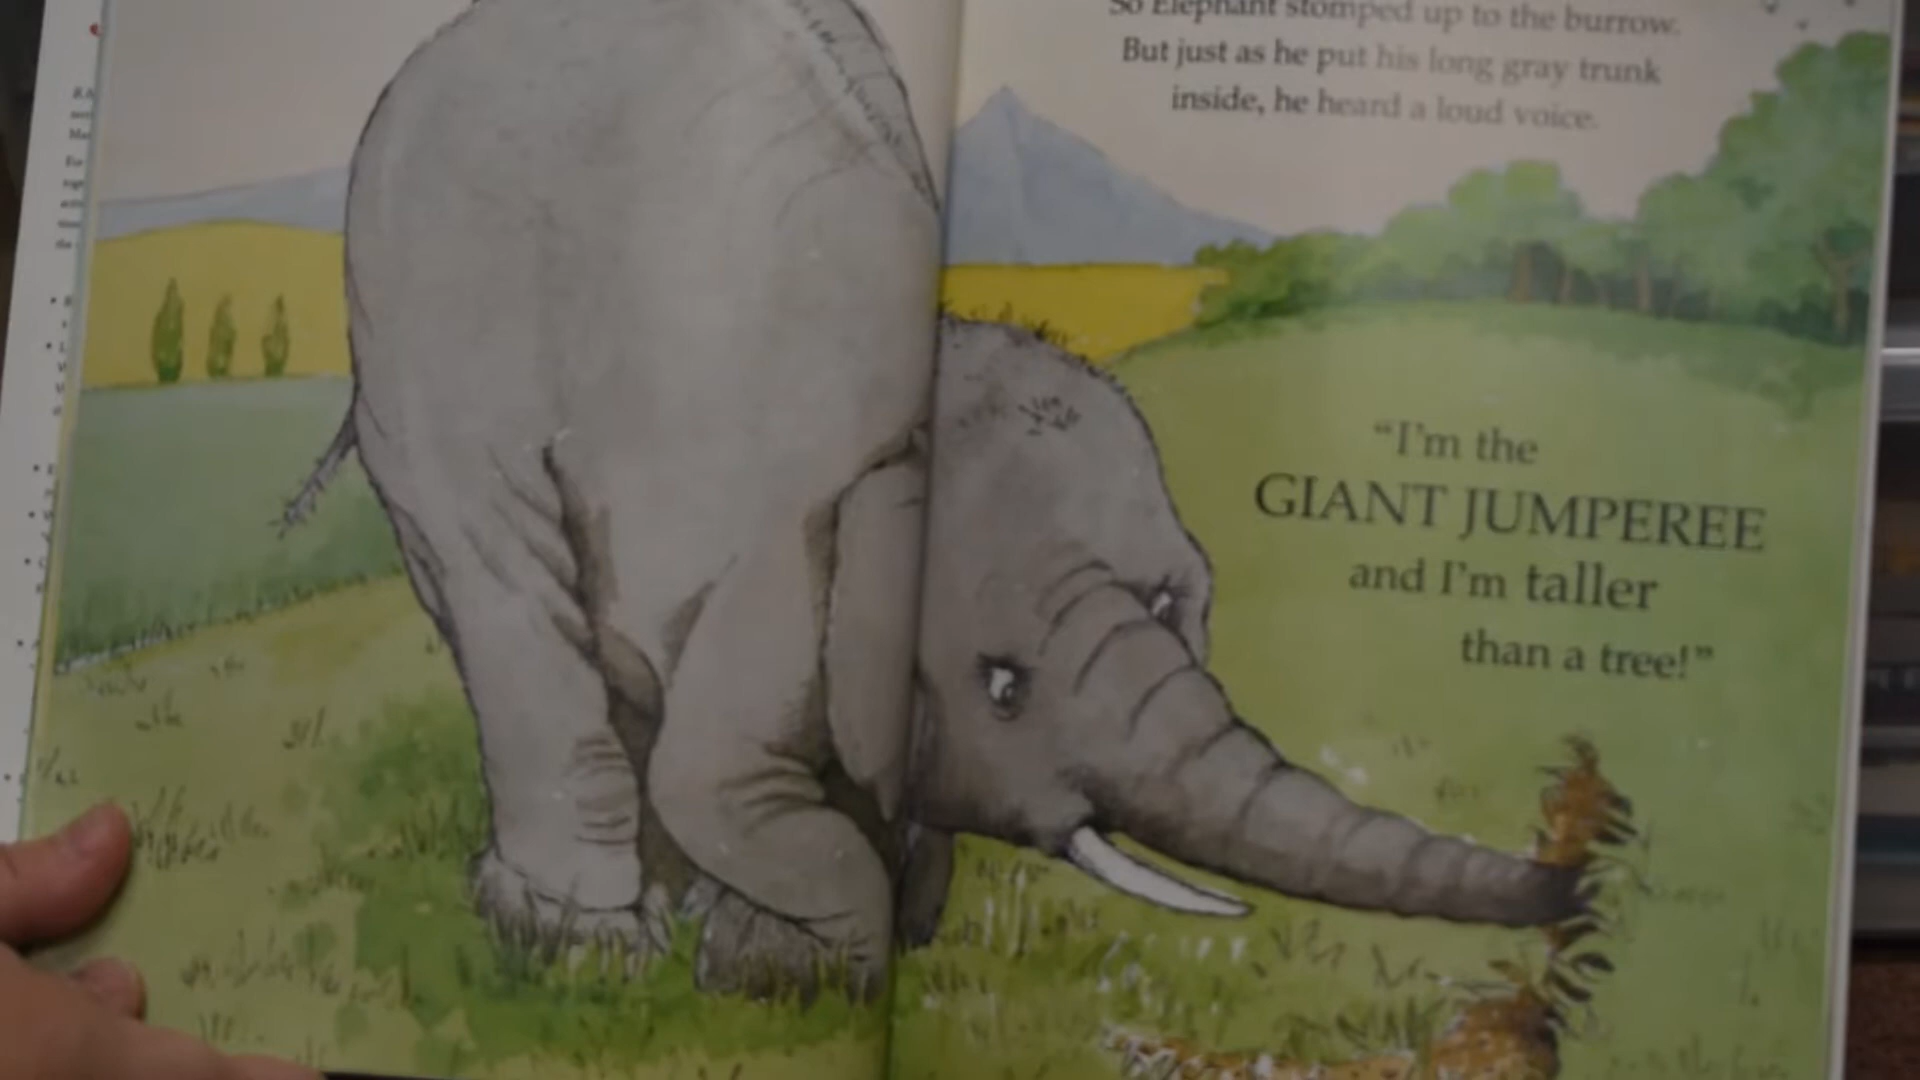 So Elephant stomped up to the burrow.
But just as he put his long gray trunk
inside, he heard a loud voice.
"I'm the
GIANT JUMPEREE
and I'm taller
than a tree!"